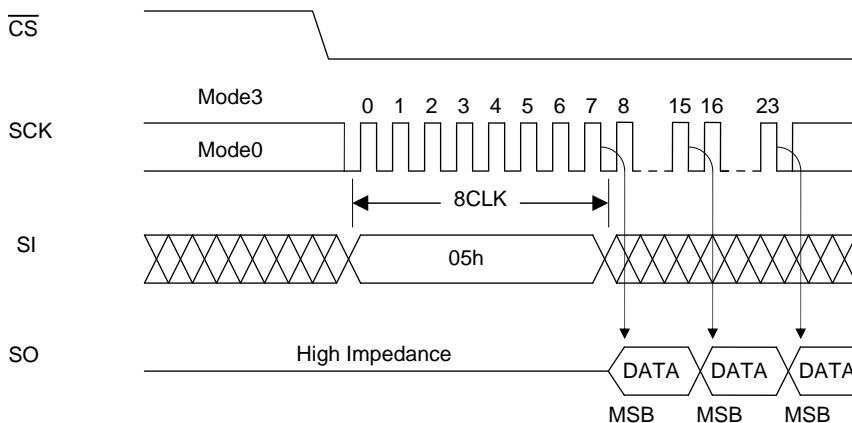 CS
Mode3
0 1 2 3 4 5 6 7 8 15 16 23
SCK
Mode0
8CLK
SI
05h
SO
High Impedance
DATA DATA DATA
MSB MSB MSB